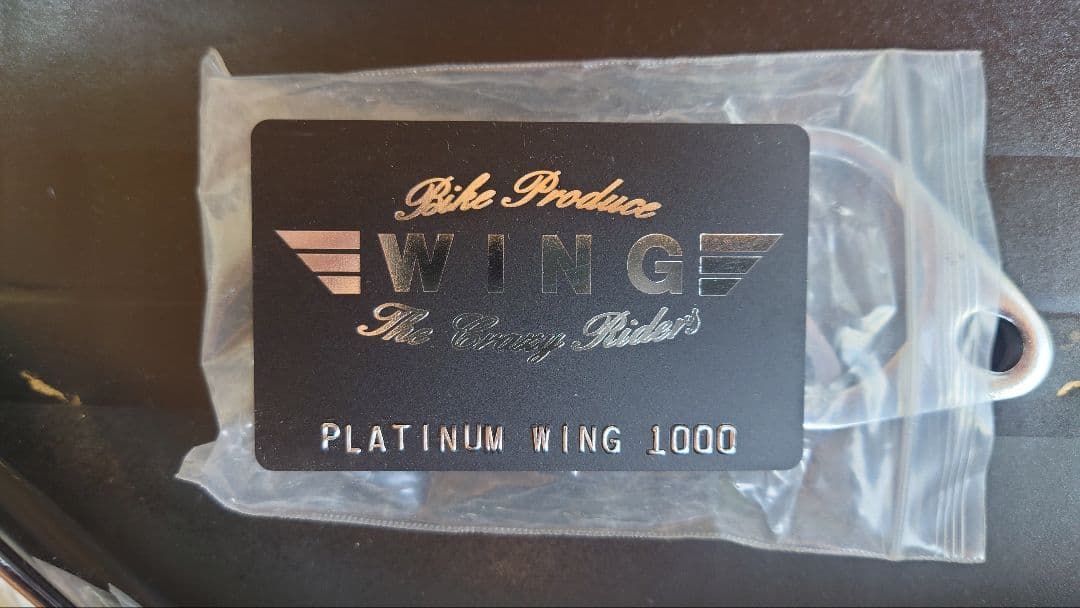 Bike Produce
WING
The Crazy Riders
PLATINUM WING 1000